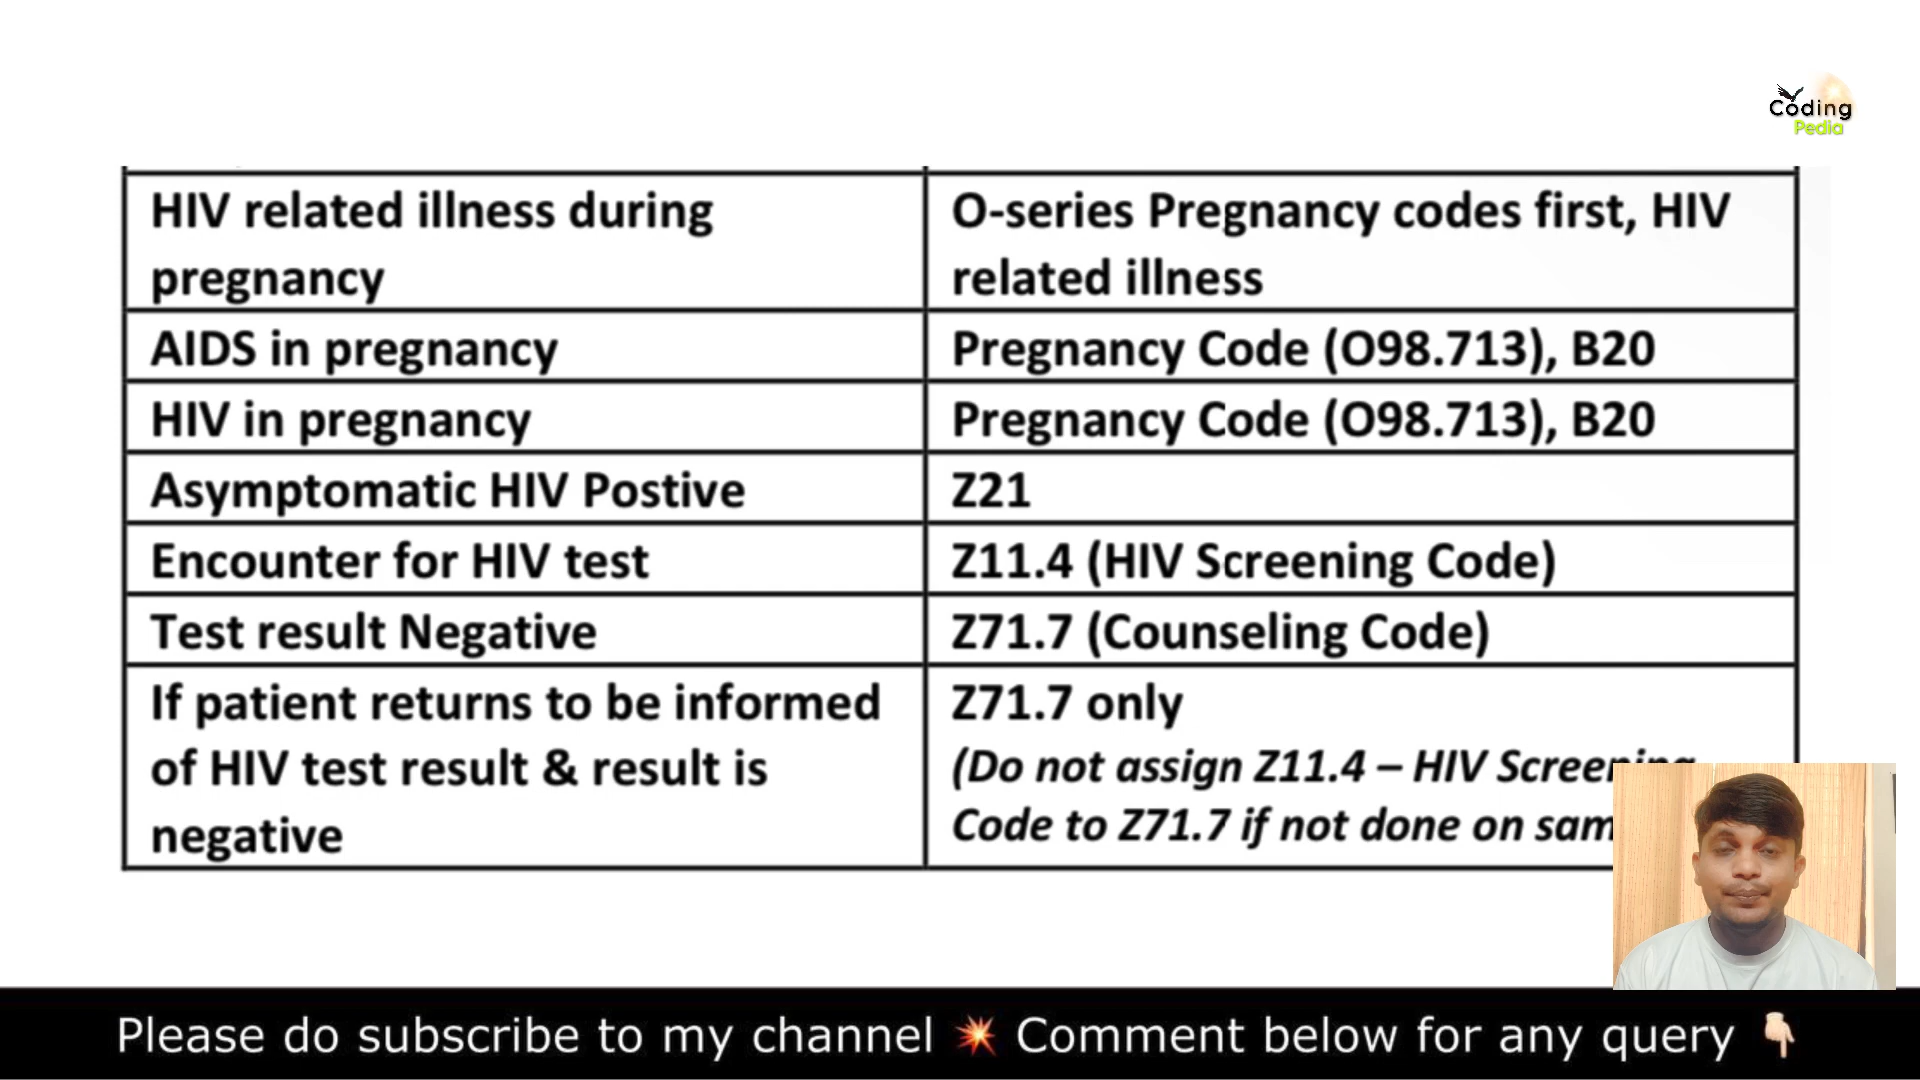 Coding
Pedia
HIV related illness during
pregnancy
O-series Pregnancy codes first, HIV
related illness
AIDS in pregnancy
Pregnancy Code (O98.713), B20
HIV in pregnancy
Pregnancy Code (O98.713), B20
Asymptomatic HIV Postive
Z21
Encounter for HIV test
Z11.4 (HIV Screening Code)
Test result Negative
Z71.7 (Counseling Code)
If patient returns to be informed
of HIV test result & result is
negative
Z71.7 only
(Do not assign Z11.4 – HIV Screening
Code to Z71.7 if not done on sam
Please do subscribe to my channel 💥 Comment below for any query 👇🏻